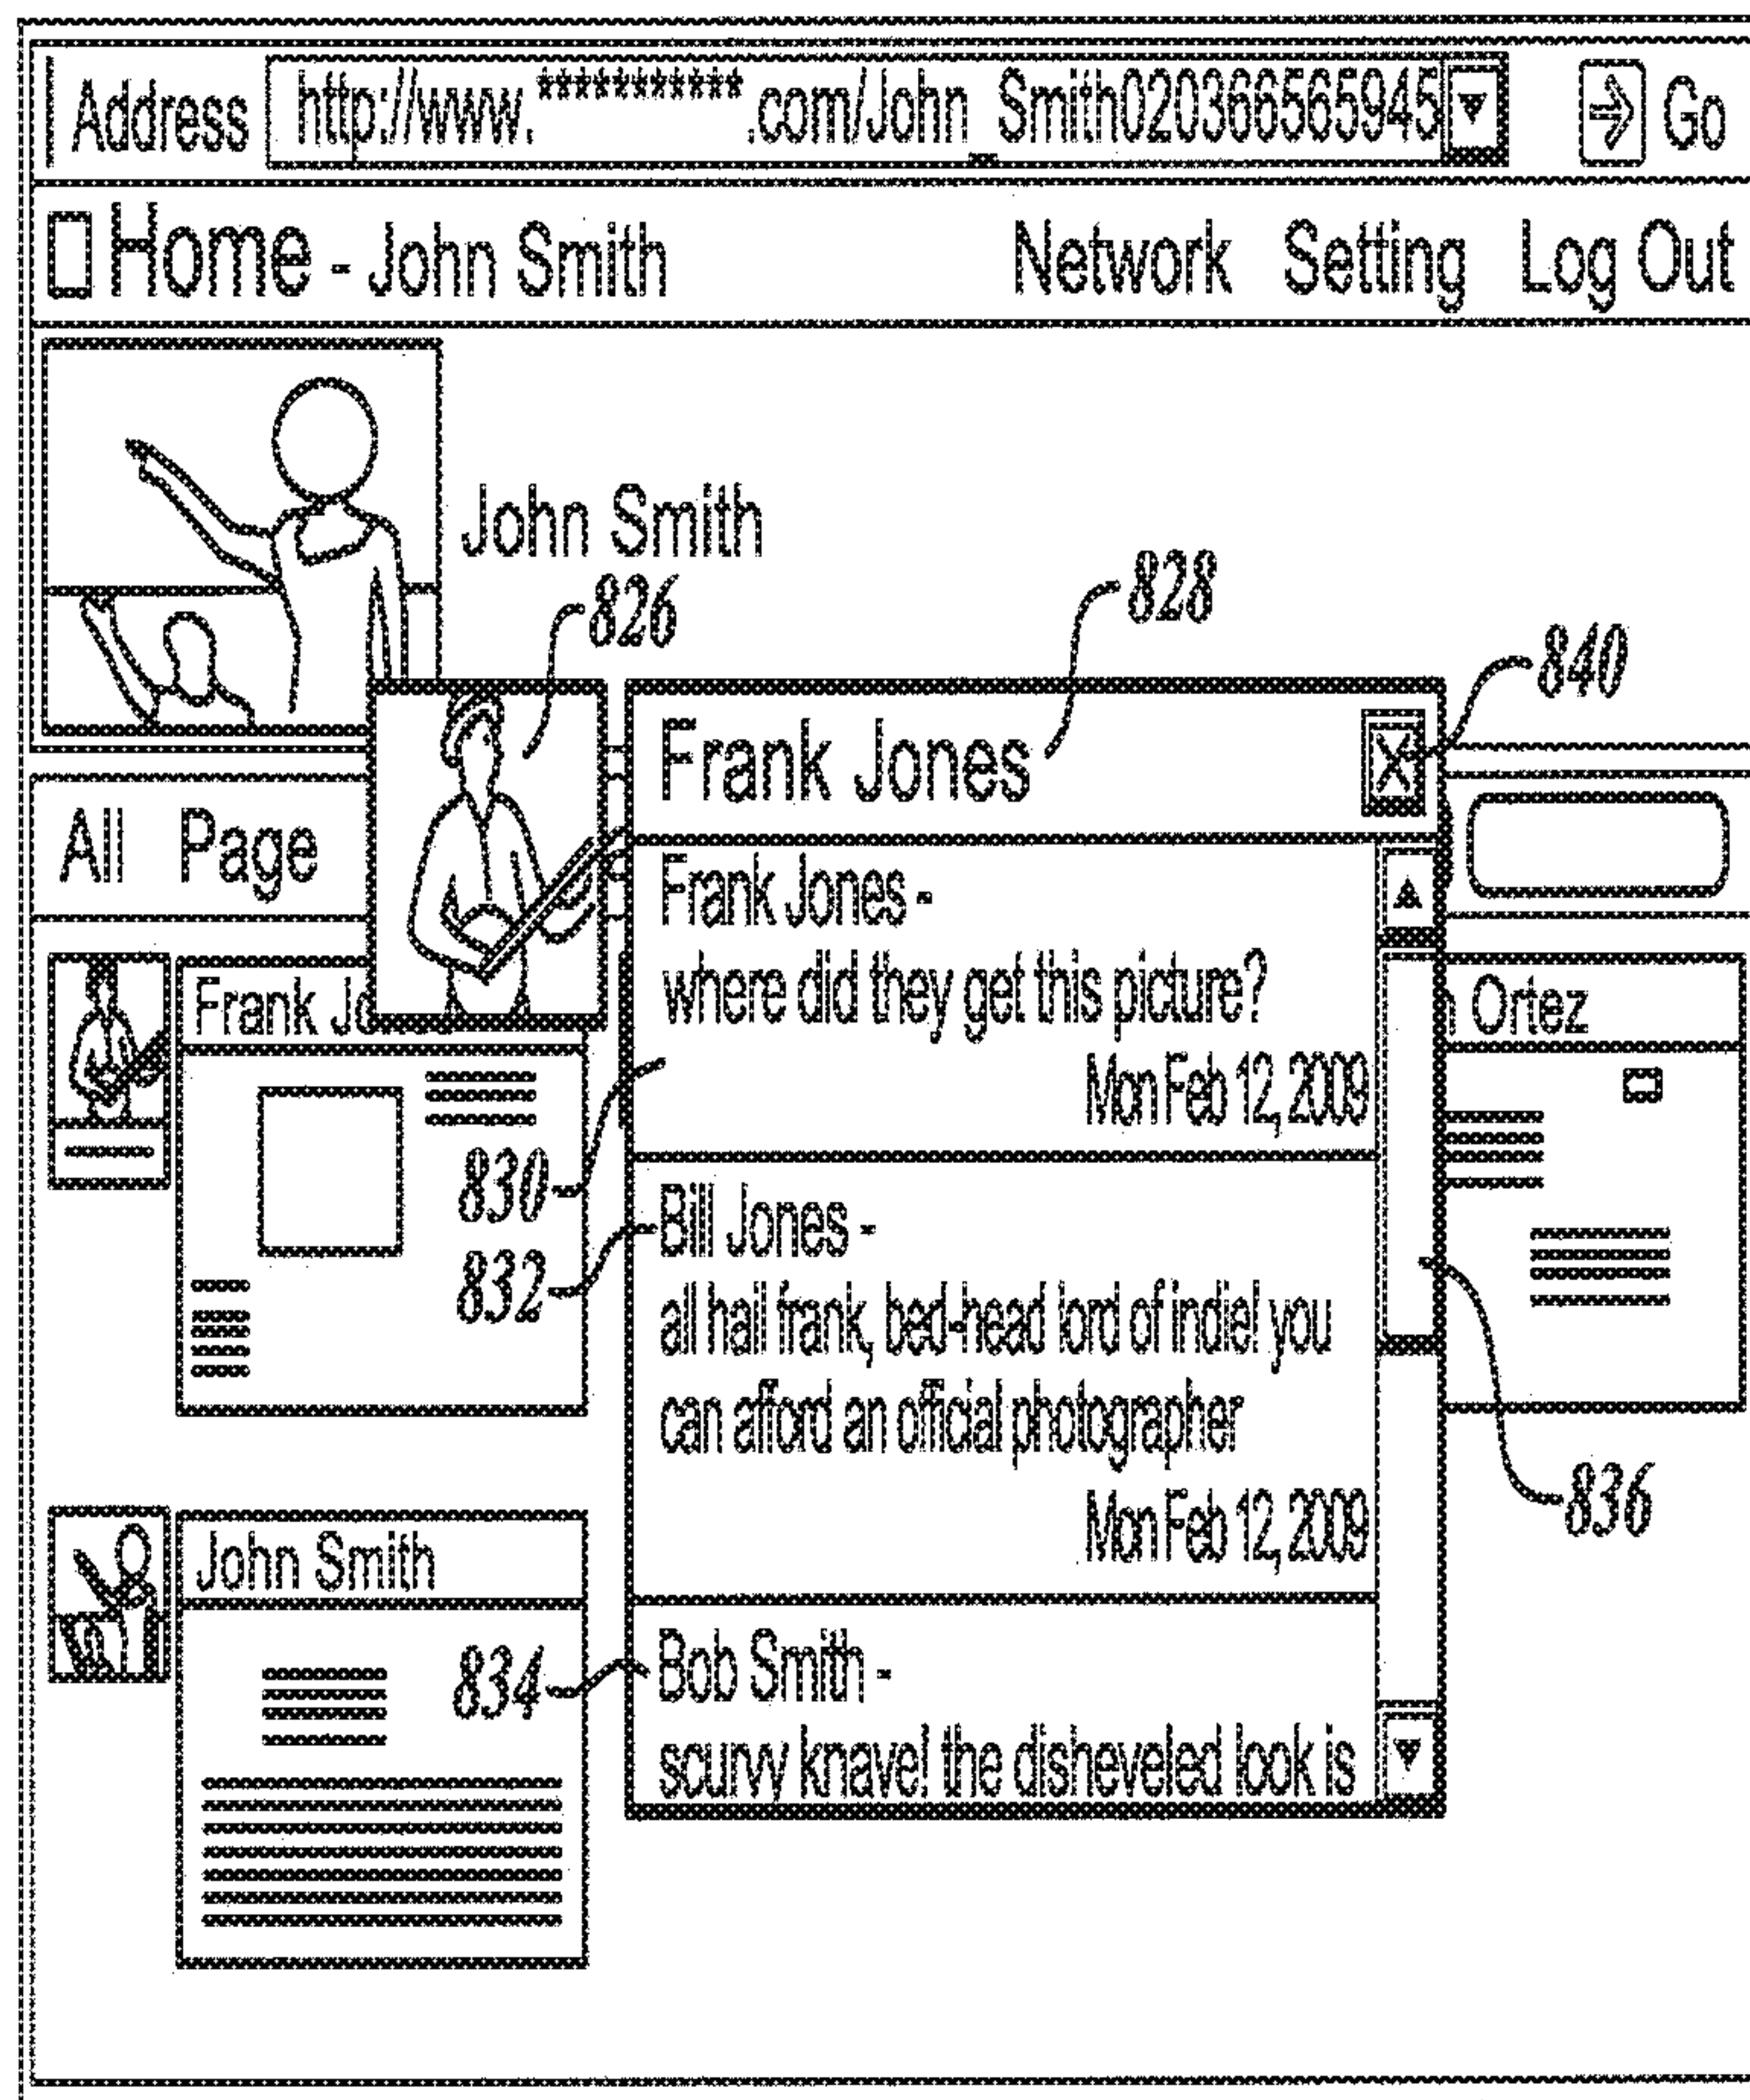 Address http://www.***********.com/John_Smith020366565945 Go
Home - John Smith Network Setting Log Out
John Smith
826
828
840
Frank Jones X
All Page
Frank Jones -
where did they get this picture?
Mon Feb 12, 2009
Frank Jo
Ortez
830
832
Bill Jones -
all hail frank, bed-head lord of indie! you
can afford an official photographer
Mon Feb 12, 2009
836
John Smith
834
Bob Smith -
scurvy knave! the disheveled look is